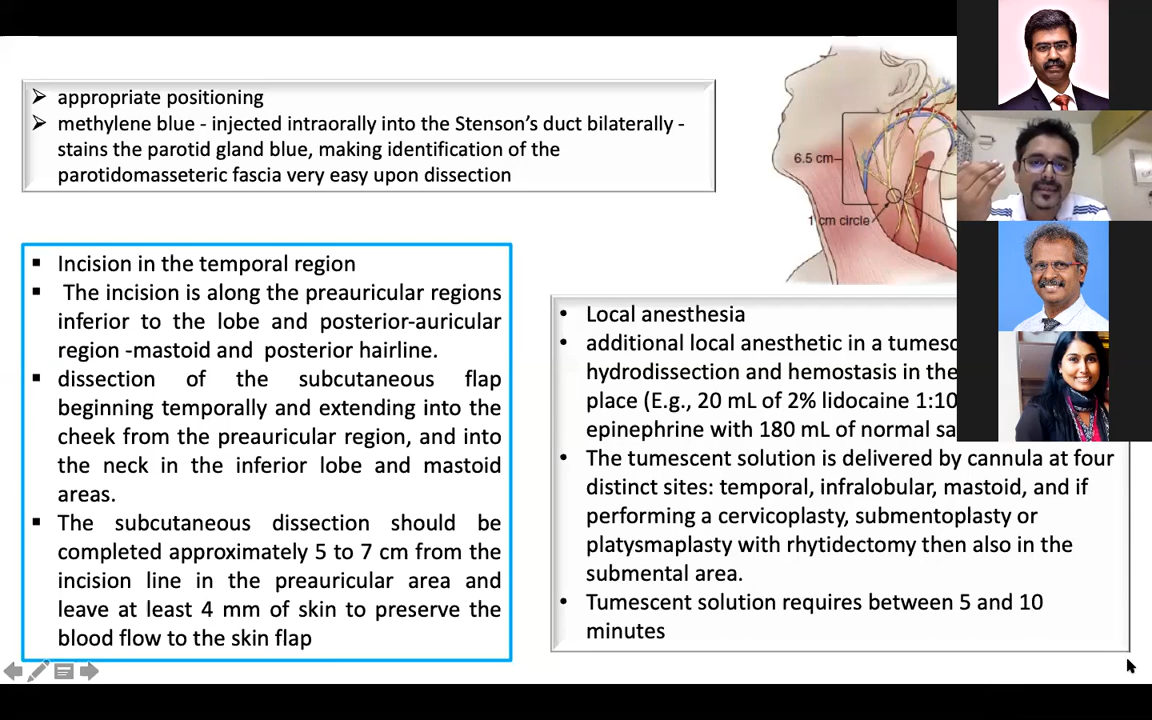 ➢ appropriate positioning
➢ methylene blue - injected intraorally into the Stenson's duct bilaterally -
stains the parotid gland blue, making identification of the
parotidomasseteric fascia very easy upon dissection
6.5 cm
1 cm circle
▪ Incision in the temporal region
▪ The incision is along the preauricular regions
inferior to the lobe and posterior-auricular
region -mastoid and posterior hairline.
▪ dissection of the subcutaneous flap
beginning temporally and extending into the
cheek from the preauricular region, and into
the neck in the inferior lobe and mastoid
areas.
▪ The subcutaneous dissection should be
completed approximately 5 to 7 cm from the
incision line in the preauricular area and
leave at least 4 mm of skin to preserve the
blood flow to the skin flap
• Local anesthesia
• additional local anesthetic in a tumesc
hydrodissection and hemostasis in the
place (E.g., 20 mL of 2% lidocaine 1:10
epinephrine with 180 mL of normal sa
• The tumescent solution is delivered by cannula at four
distinct sites: temporal, infralobular, mastoid, and if
performing a cervicoplasty, submentoplasty or
platysmaplasty with rhytidectomy then also in the
submental area.
• Tumescent solution requires between 5 and 10
minutes